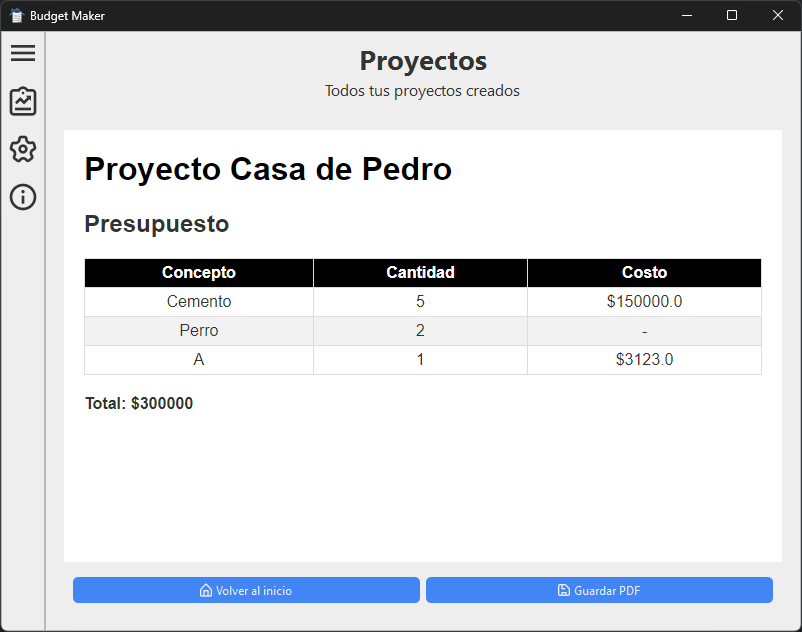 Budget Maker
Proyectos
Todos tus proyectos creados
Proyecto Casa de Pedro
Presupuesto
Concepto Cantidad Costo
Cemento 5 $150000.0
Perro 2 -
A 1 $3123.0
Total: $300000
Volver al inicio Guardar PDF